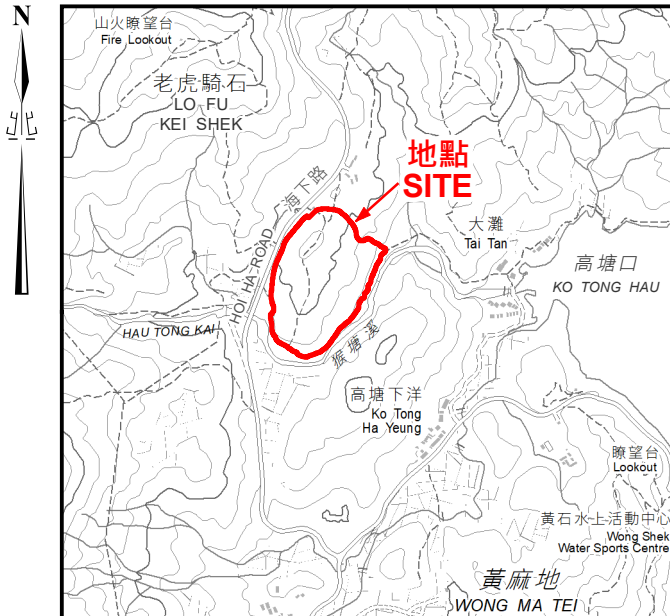 N
山火瞭望台
Fire Lookout
老虎騎石
LO FU
KEI SHEK
地點
SITE
海下路
HOI HA ROAD
大灘
Tai Tan
高塘口
KO TONG HAU
HAU TONG KAI
猴塘溪
高塘下洋
Ko Tong
Ha Yeung
瞭望台
Lookout
黃石水上活動中心
Wong Shek
Water Sports Centre
黃麻地
WONG MA TEI